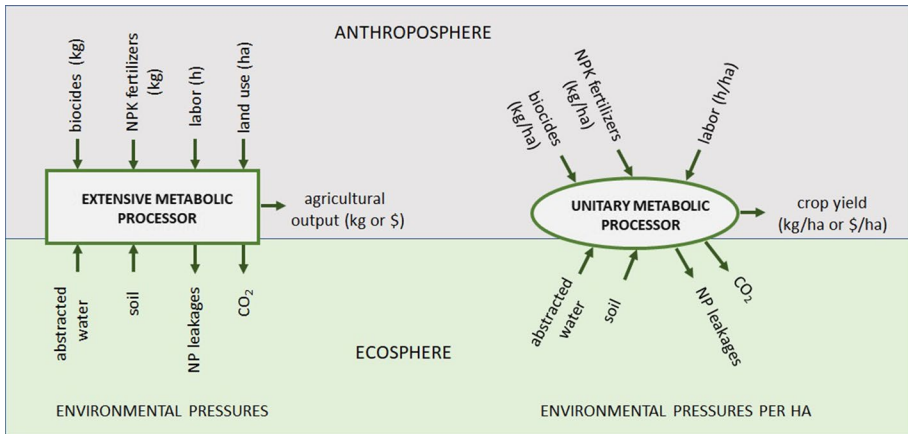 ANTHROPOSPHERE
biocides (kg)
NPK fertilizers
(kg)
labor (h)
land use (ha)
EXTENSIVE METABOLIC
PROCESSOR
agricultural
output (kg or $)
abstracted
water
soil
NP leakages
CO₂
biocides
(kg/ha)
NPK fertilizers
(kg/ha)
labor (h/ha)
UNITARY METABOLIC
PROCESSOR
crop yield
(kg/ha or $/ha)
abstracted
water
soil
NP leakages
CO₂
ECOSPHERE
ENVIRONMENTAL PRESSURES
ENVIRONMENTAL PRESSURES PER HA